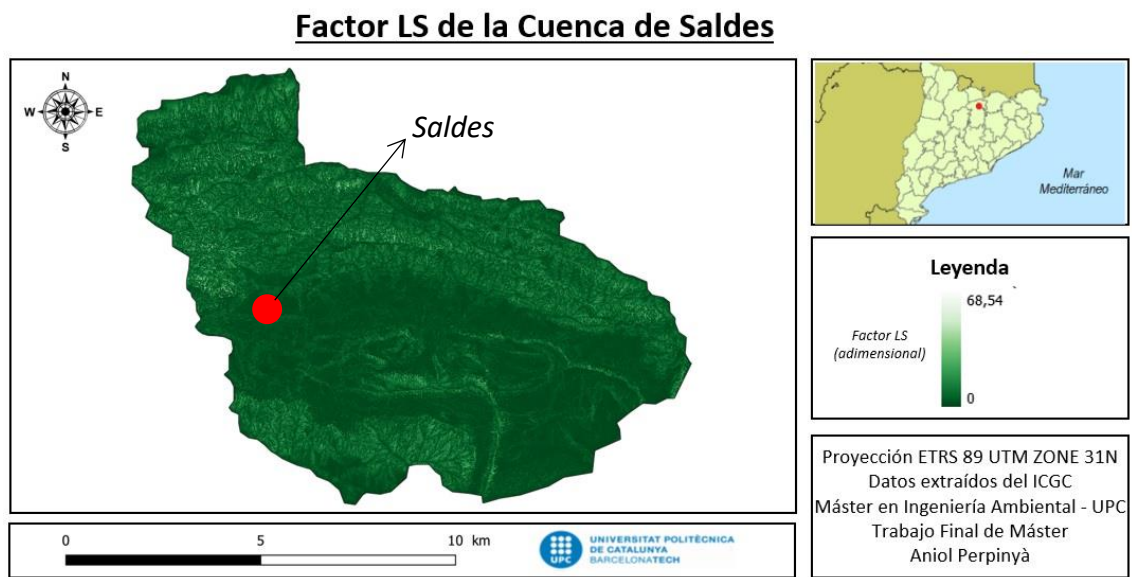 Factor LS de la Cuenca de Saldes
N
W
E
S
Saldes
Mar
Mediterráneo
Leyenda
68,54
Factor LS
(adimensional)
0
Proyección ETRS 89 UTM ZONE 31N
Datos extraídos del ICGC
Máster en Ingeniería Ambiental - UPC
Trabajo Final de Máster
Aniol Perpinyà
0
5
10 km
UPC
UNIVERSITAT POLITÈCNICA
DE CATALUNYA
BARCELONATECH